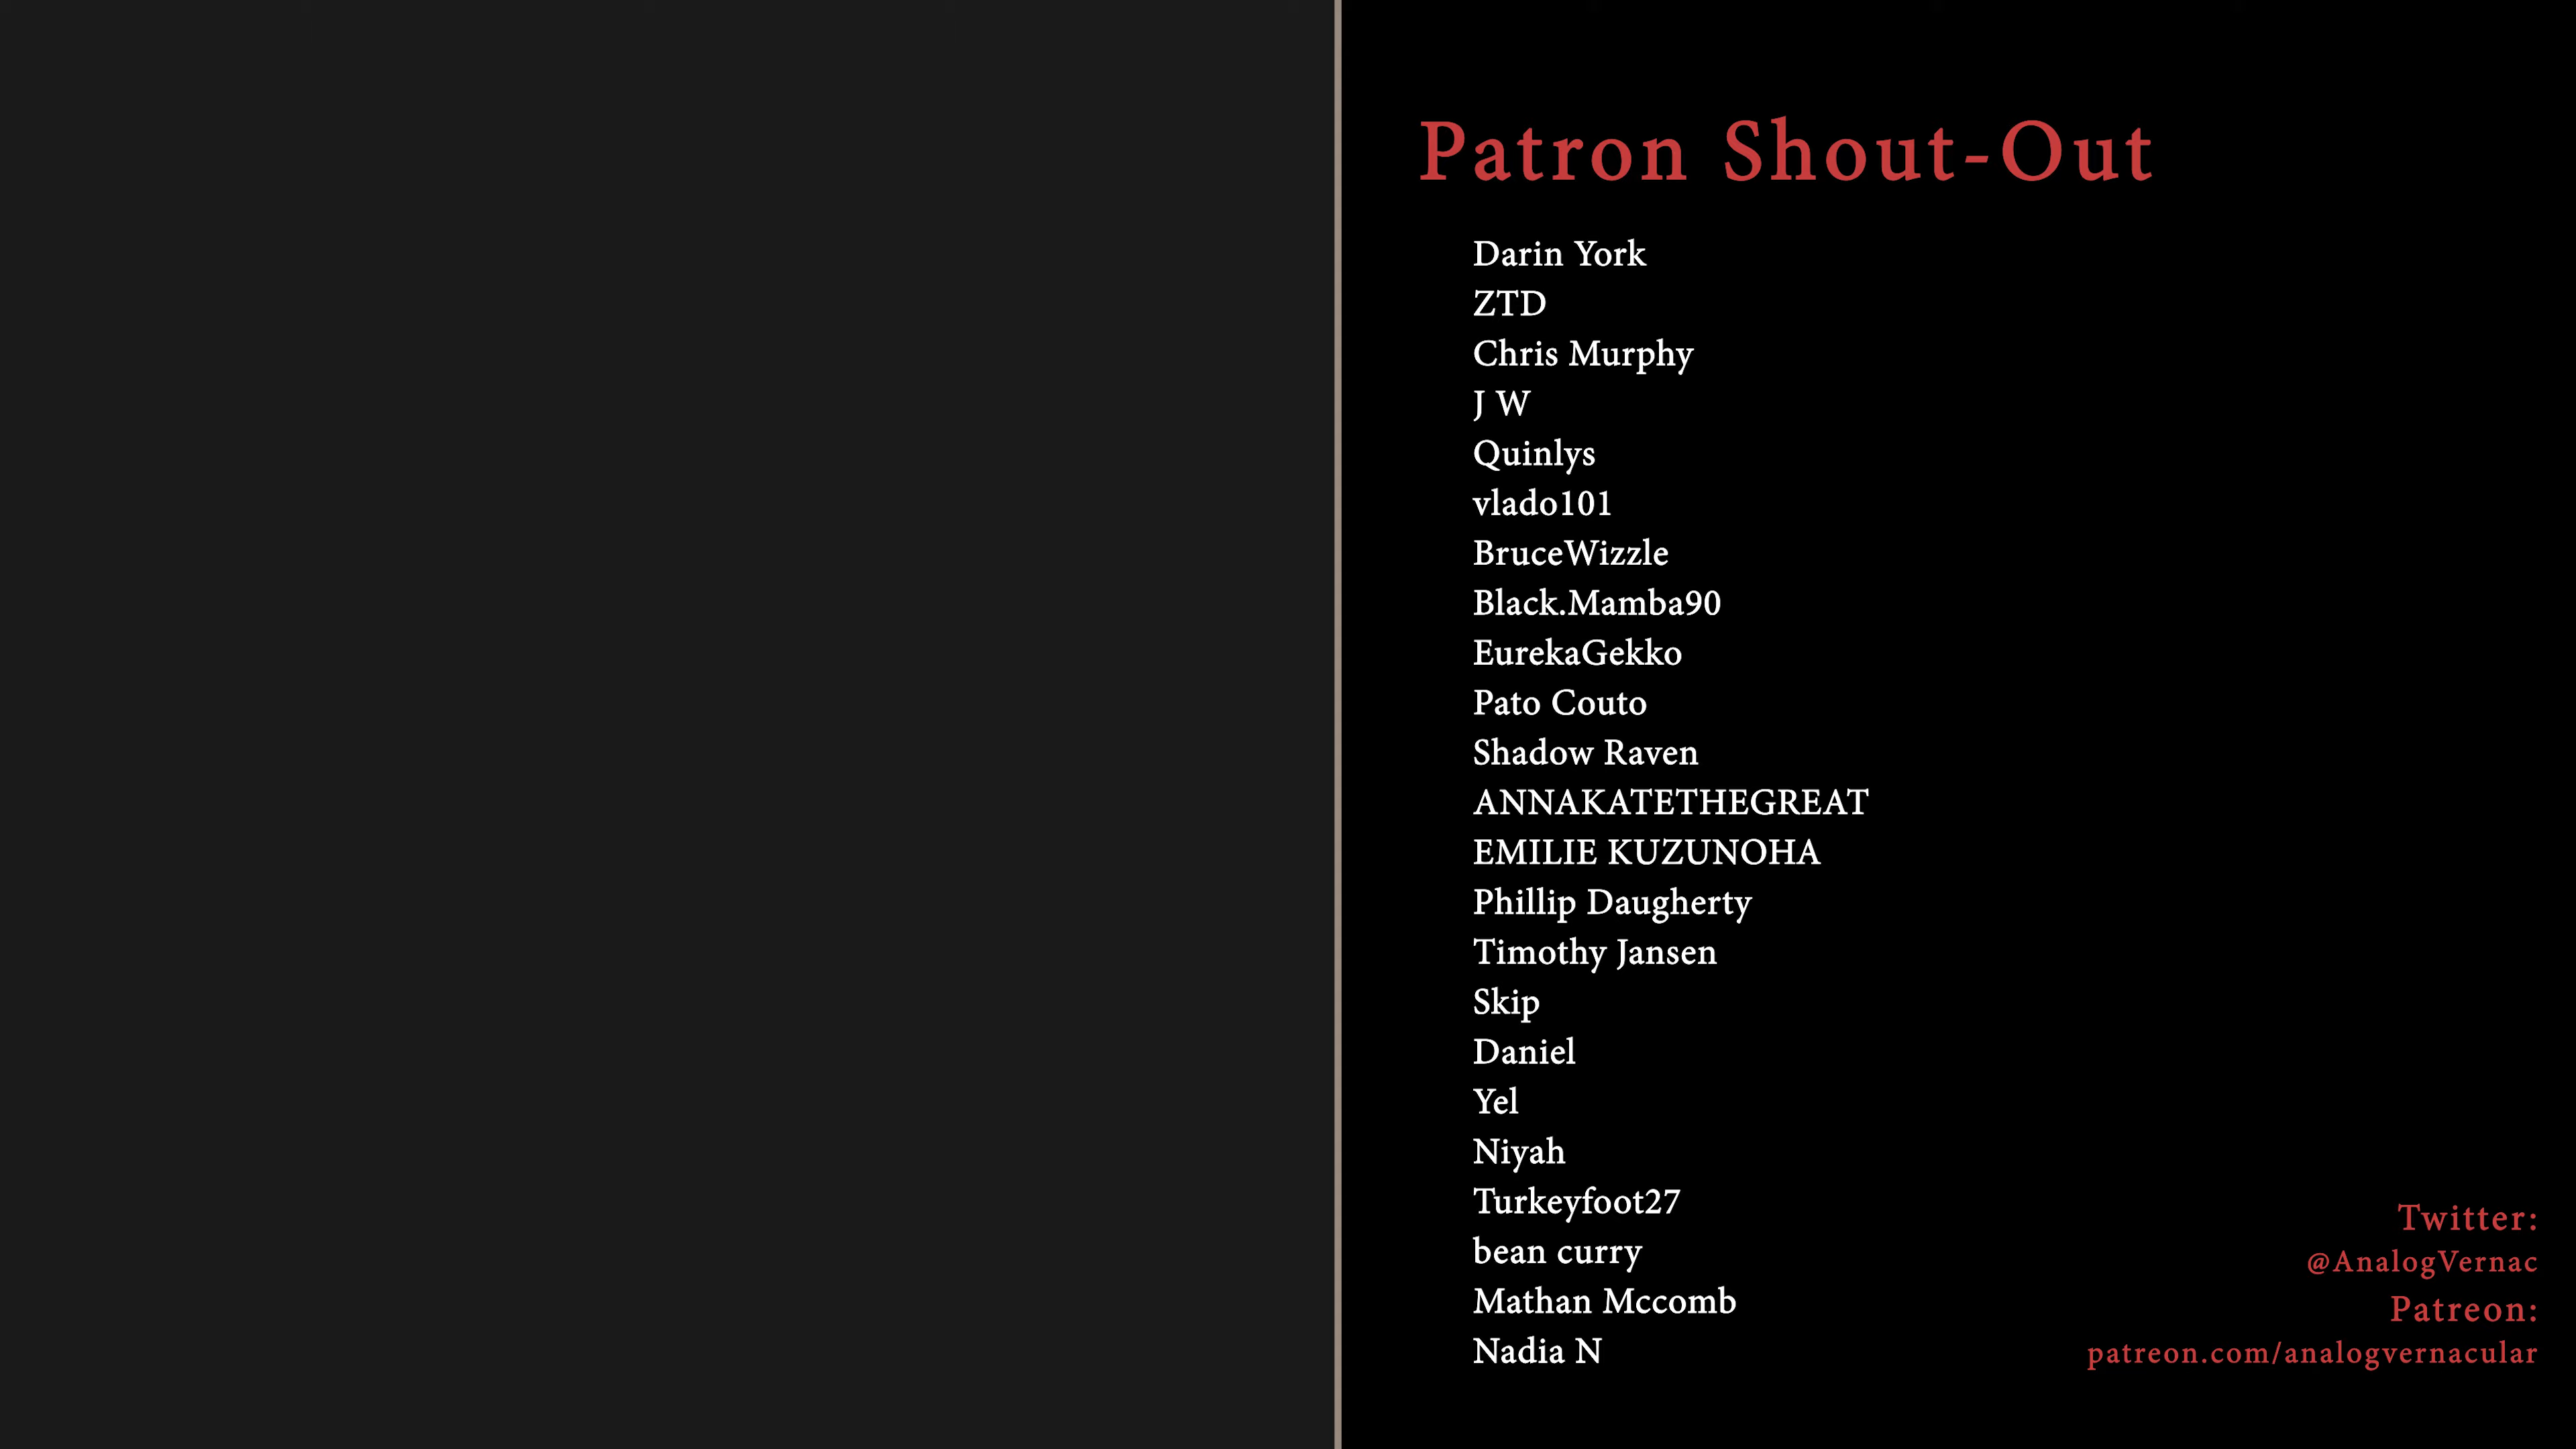 Patron Shout-Out
Darin York
ZTD
Chris Murphy
J W
Quinlys
vlado101
BruceWizzle
Black.Mamba90
EurekaGekko
Pato Couto
Shadow Raven
ANNAKATETHEGREAT
EMILIE KUZUNOHA
Phillip Daugherty
Timothy Jansen
Skip
Daniel
Yel
Niyah
Turkeyfoot27
bean curry
Mathan Mccomb
Nadia N
Twitter:
@AnalogVernac
Patreon:
patreon.com/analogvernacular